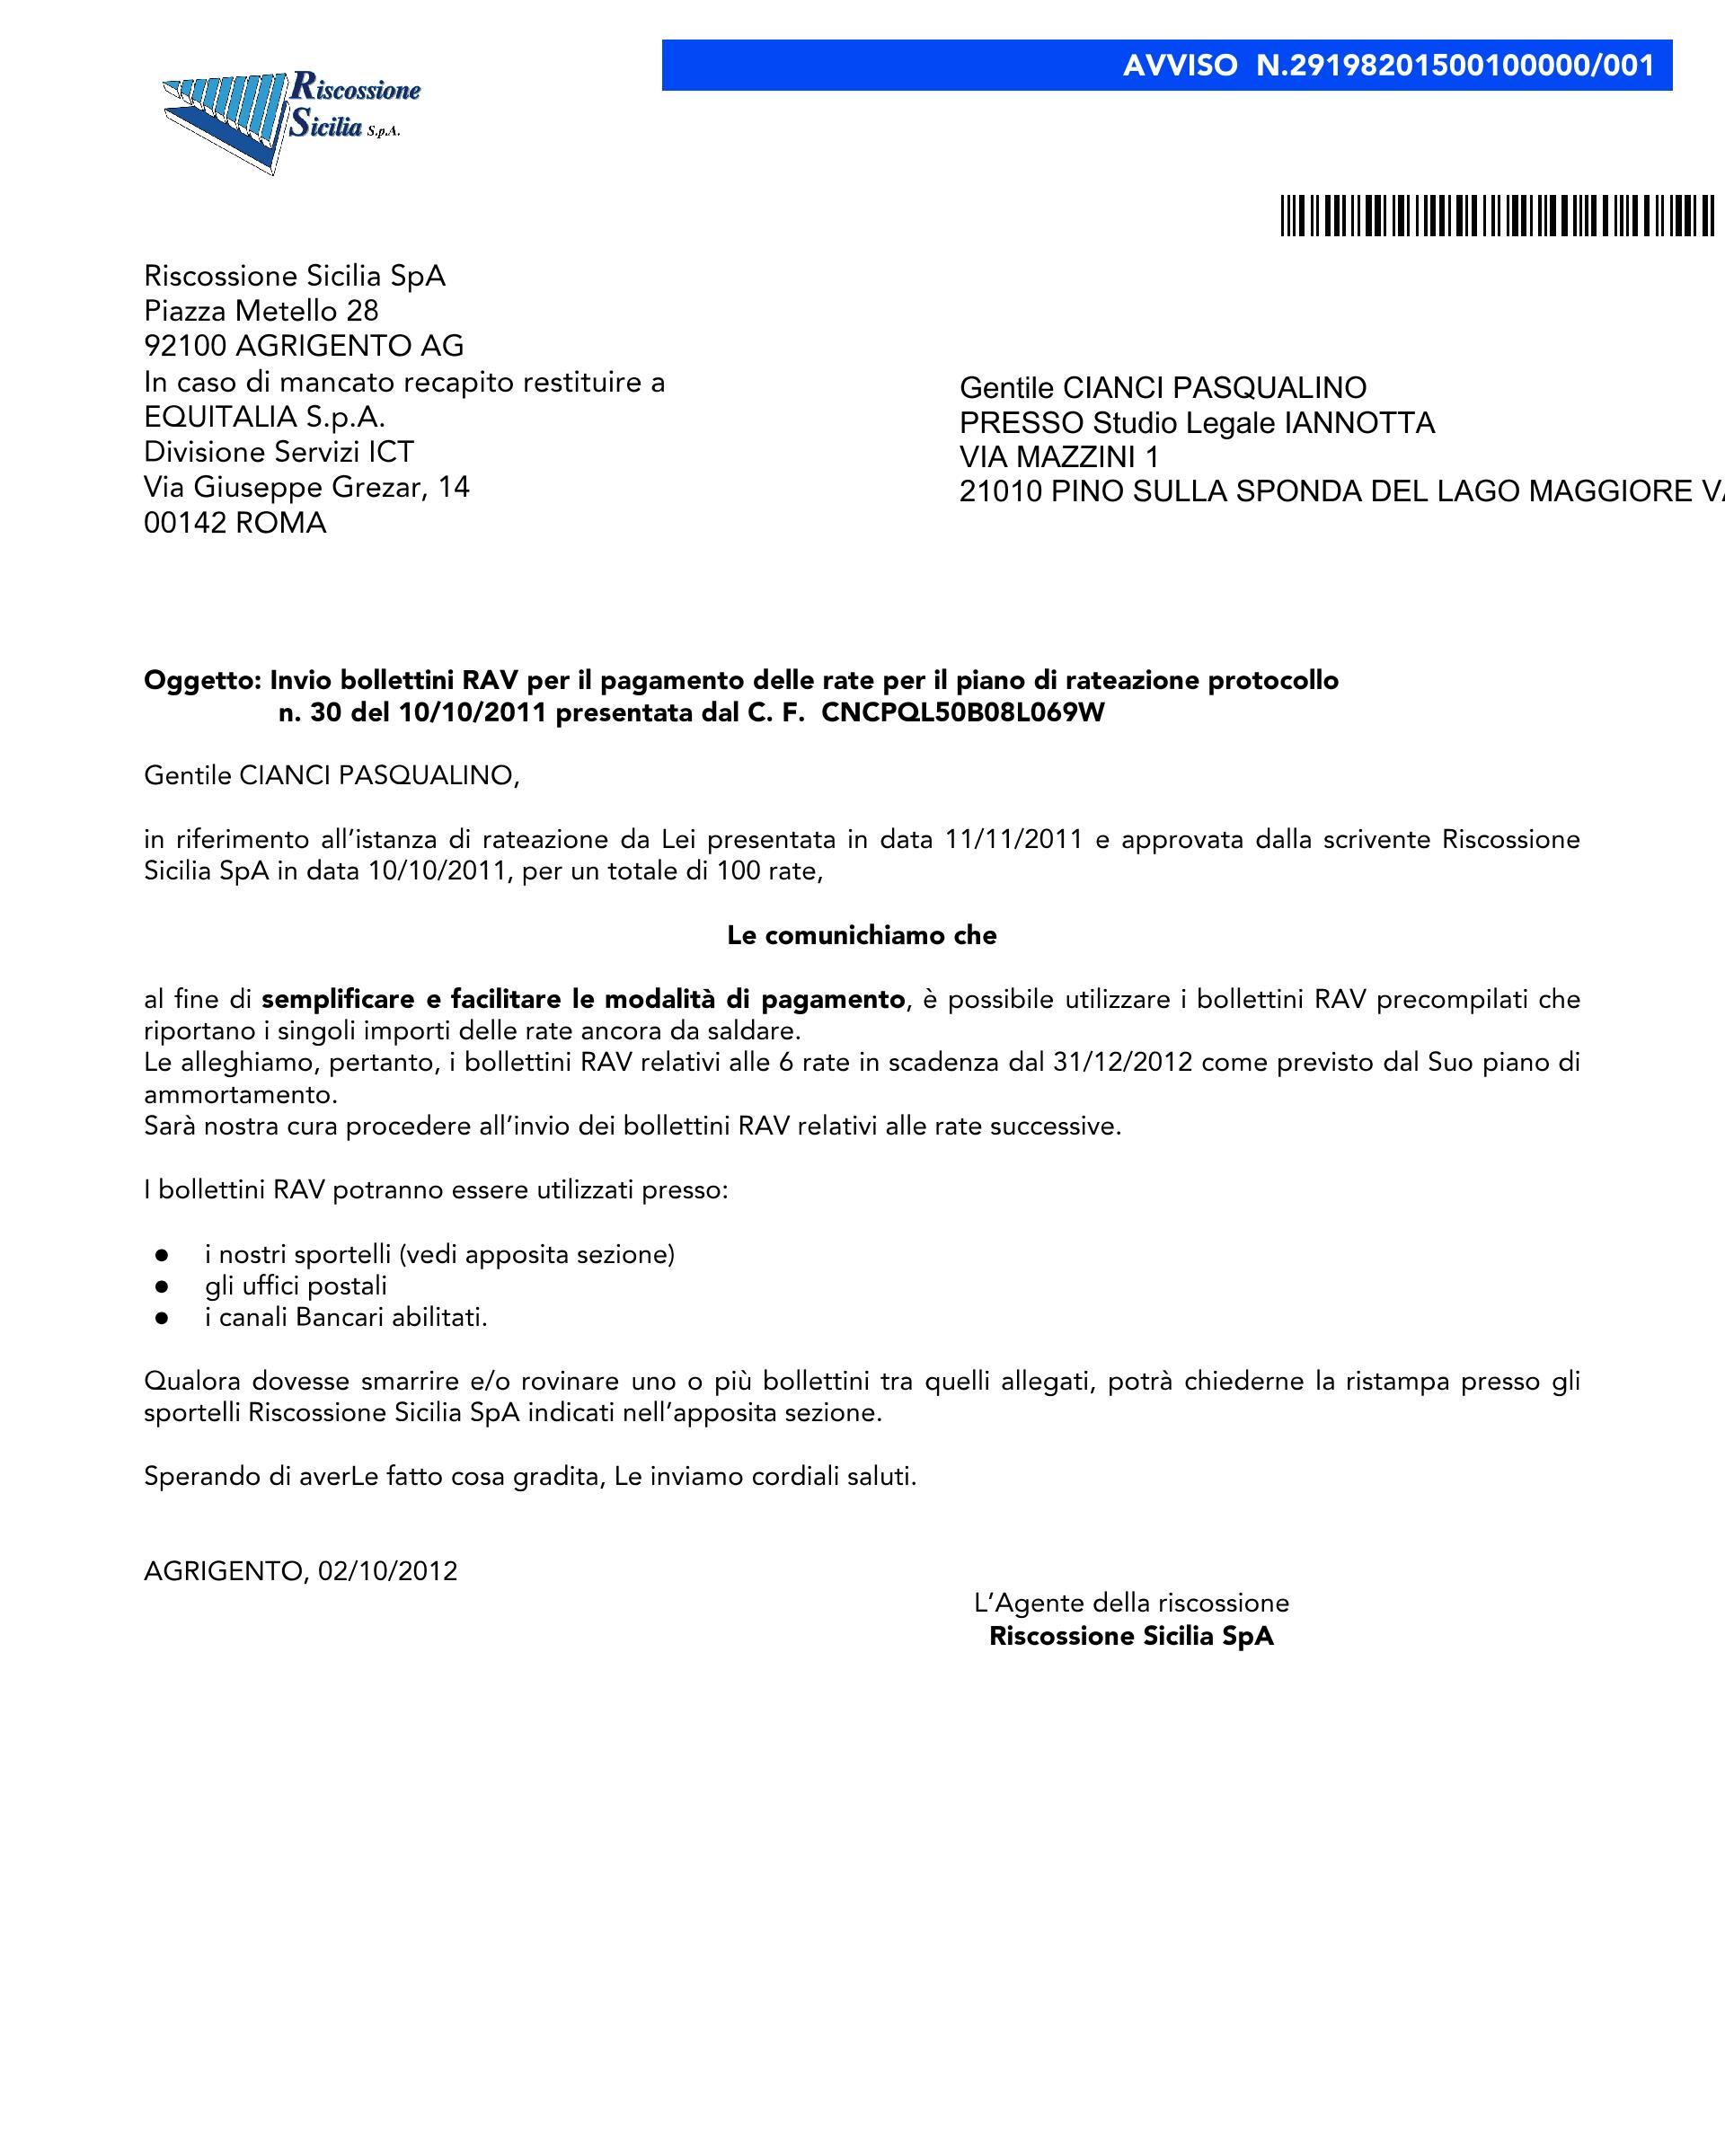 AVVISO N.29198201500100000/001
Riscossione
Sicilia S.p.A.
Riscossione Sicilia SpA
Piazza Metello 28
92100 AGRIGENTO AG
In caso di mancato recapito restituire a
EQUITALIA S.p.A.
Divisione Servizi ICT
Via Giuseppe Grezar, 14
00142 ROMA
Gentile CIANCI PASQUALINO
PRESSO Studio Legale IANNOTTA
VIA MAZZINI 1
21010 PINO SULLA SPONDA DEL LAGO MAGGIORE
Oggetto: Invio bollettini RAV per il pagamento delle rate per il piano di rateazione protocollo
n. 30 del 10/10/2011 presentata dal C. F. CNCPQL50B08L069W
Gentile CIANCI PASQUALINO,
in riferimento all’istanza di rateazione da Lei presentata in data 11/11/2011 e approvata dalla scrivente Riscossione
Sicilia SpA in data 10/10/2011, per un totale di 100 rate,
Le comunichiamo che
al fine di semplificare e facilitare le modalità di pagamento, è possibile utilizzare i bollettini RAV precompilati che
riportano i singoli importi delle rate ancora da saldare.
Le alleghiamo, pertanto, i bollettini RAV relativi alle 6 rate in scadenza dal 31/12/2012 come previsto dal Suo piano di
ammortamento.
Sarà nostra cura procedere all’invio dei bollettini RAV relativi alle rate successive.
I bollettini RAV potranno essere utilizzati presso:
● i nostri sportelli (vedi apposita sezione)
● gli uffici postali
● i canali Bancari abilitati.
Qualora dovesse smarrire e/o rovinare uno o più bollettini tra quelli allegati, potrà chiederne la ristampa presso gli
sportelli Riscossione Sicilia SpA indicati nell’apposita sezione.
Sperando di averLe fatto cosa gradita, Le inviamo cordiali saluti.
AGRIGENTO, 02/10/2012
L’Agente della riscossione
Riscossione Sicilia SpA